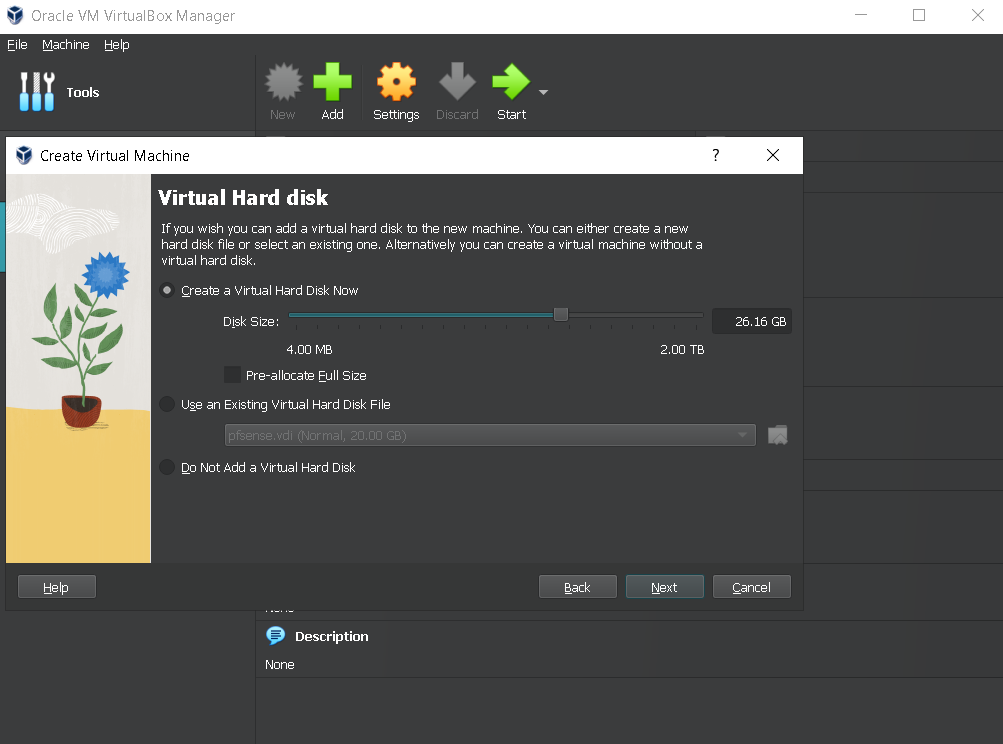 Oracle VM VirtualBox Manager
File Machine Help
Tools
New Add Settings Discard Start
Create Virtual Machine ?
Virtual Hard disk
If you wish you can add a virtual hard disk to the new machine. You can either create a new
hard disk file or select an existing one. Alternatively you can create a virtual machine without a
virtual hard disk.
Create a Virtual Hard Disk Now
Disk Size: 26.16 GB
4.00 MB 2.00 TB
Pre-allocate Full Size
Use an Existing Virtual Hard Disk File
pfsense.vdi (Normal, 20.00 GB)
Do Not Add a Virtual Hard Disk
Help Back Next Cancel
Description
None